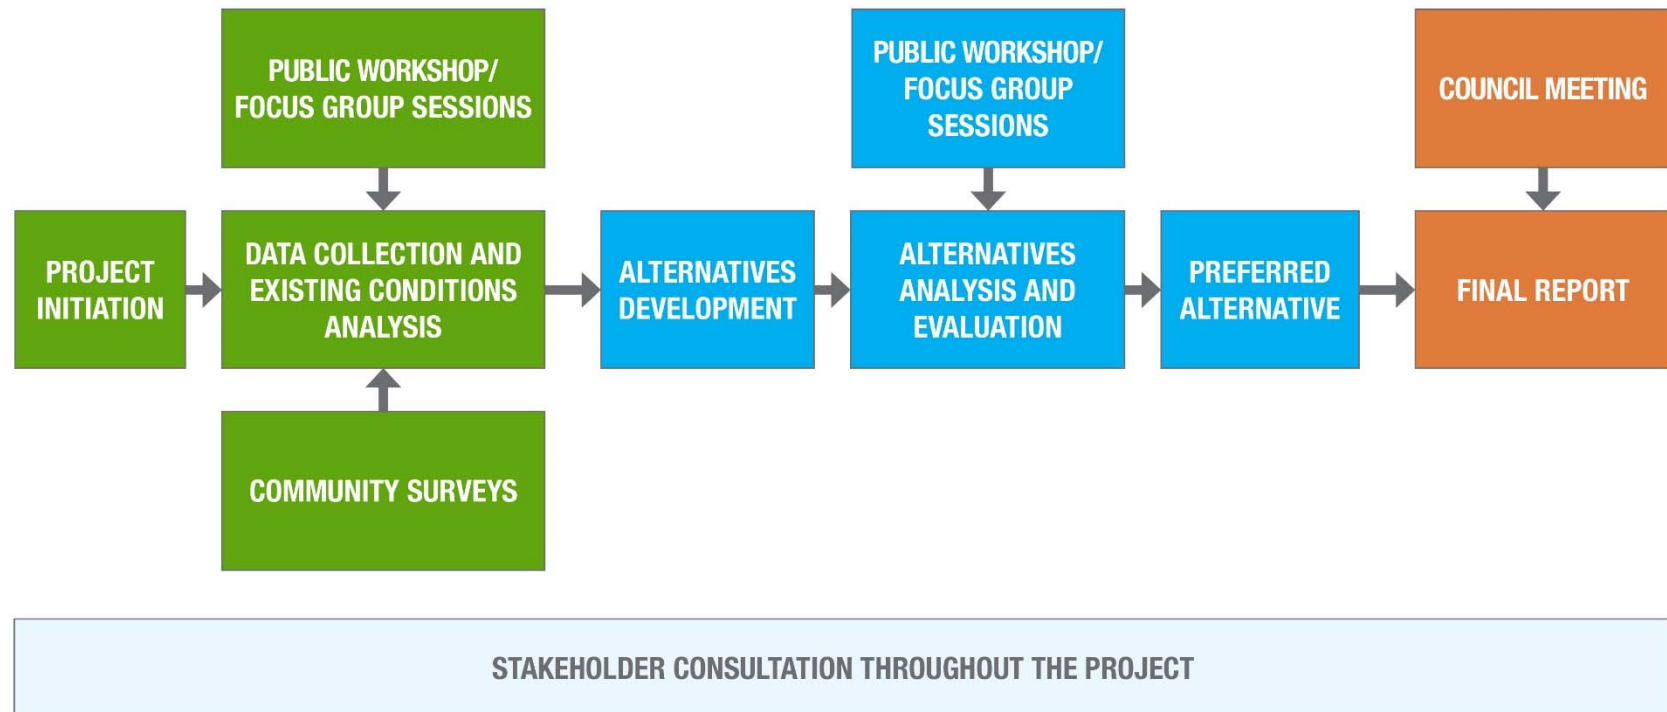 PUBLIC WORKSHOP/
FOCUS GROUP SESSIONS
PUBLIC WORKSHOP/
FOCUS GROUP
SESSIONS
COUNCIL MEETING
PROJECT
INITIATION
DATA COLLECTION AND
EXISTING CONDITIONS
ANALYSIS
ALTERNATIVES
DEVELOPMENT
ALTERNATIVES
ANALYSIS AND
EVALUATION
PREFERRED
ALTERNATIVE
FINAL REPORT
COMMUNITY SURVEYS
STAKEHOLDER CONSULTATION THROUGHOUT THE PROJECT